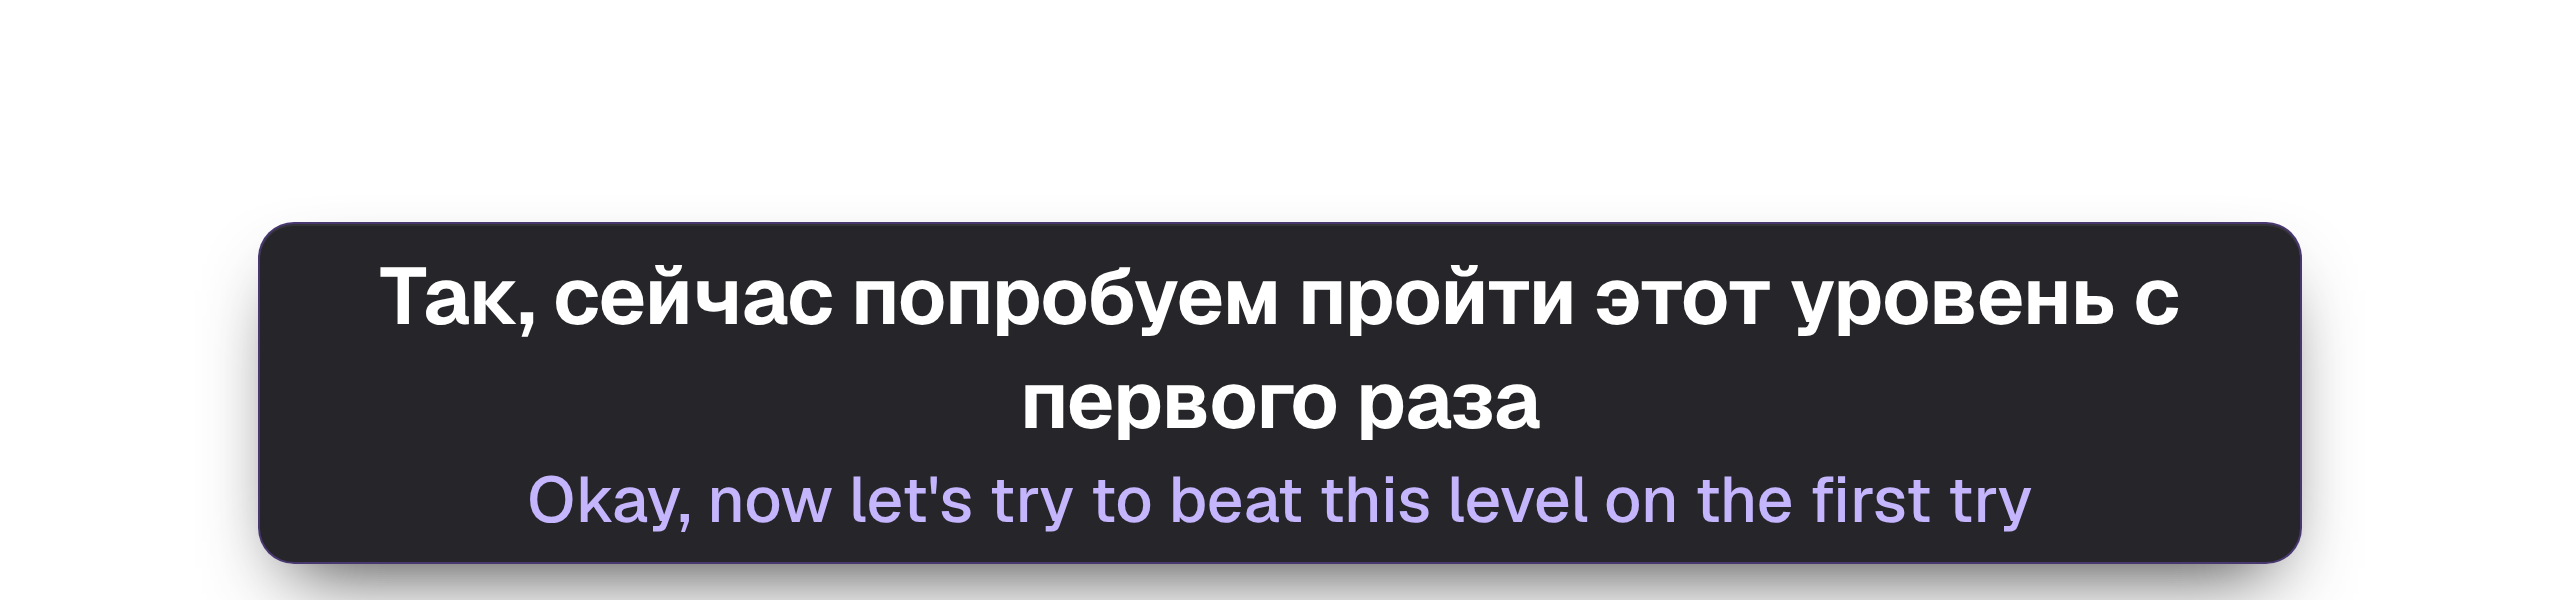 Так, сейчас попробуем пройти этот уровень с
первого раза
Okay, now let's try to beat this level on the first try